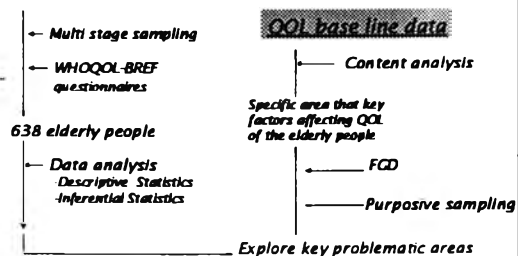 Multi stage sampling
WHOQOL-BREF
questionnaires
638 elderly people
Data analysis
-Descriptive Statistics
-Inferential Statistics
QOL base line data
Content analysis
Specific area that key
factors affecting QOL
of the elderly people
FGD
Purposive sampling
Explore key problematic areas